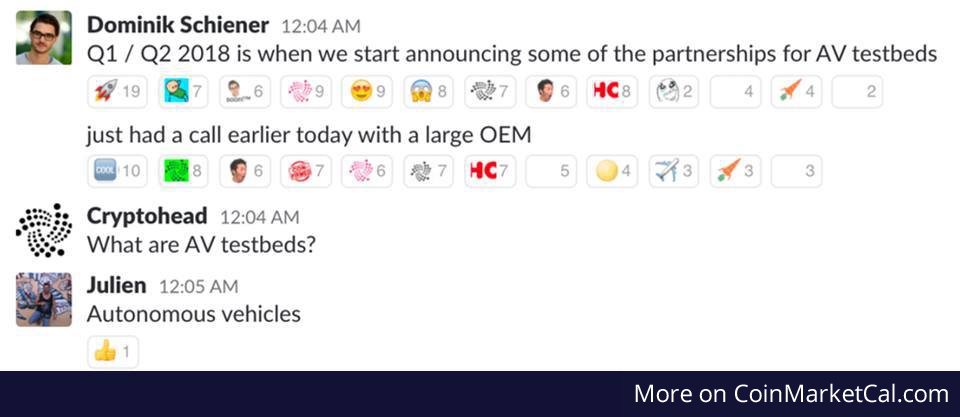 Dominik Schiener 12:04 AM
Q1 / Q2 2018 is when we start announcing some of the partnerships for AV testbeds
19 7 6 9 9 8 7 6 HC 8 2 4 4 2
just had a call earlier today with a large OEM
COOL 10 8 6 7 6 7 HC 7 5 4 3 3 3
Cryptohead 12:04 AM
What are AV testbeds?
Julien 12:05 AM
Autonomous vehicles
1
More on CoinMarketCal.com